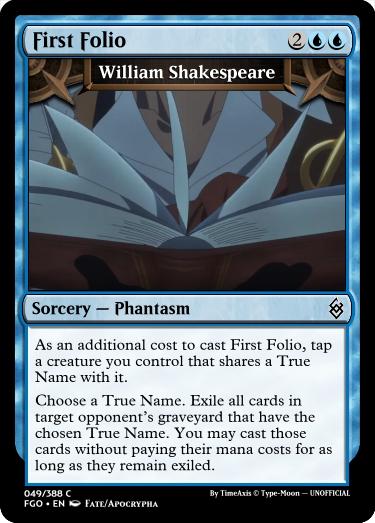 First Folio 2
William Shakespeare
Sorcery — Phantasm
As an additional cost to cast First Folio, tap
a creature you control that shares a True
Name with it.
Choose a True Name. Exile all cards in
target opponent's graveyard that have the
chosen True Name. You may cast those
cards without paying their mana costs for as
long as they remain exiled.
049/388 C
FGO • EN Fate/Apocrypha
By TimeAxis © Type-Moon — UNOFFICIAL